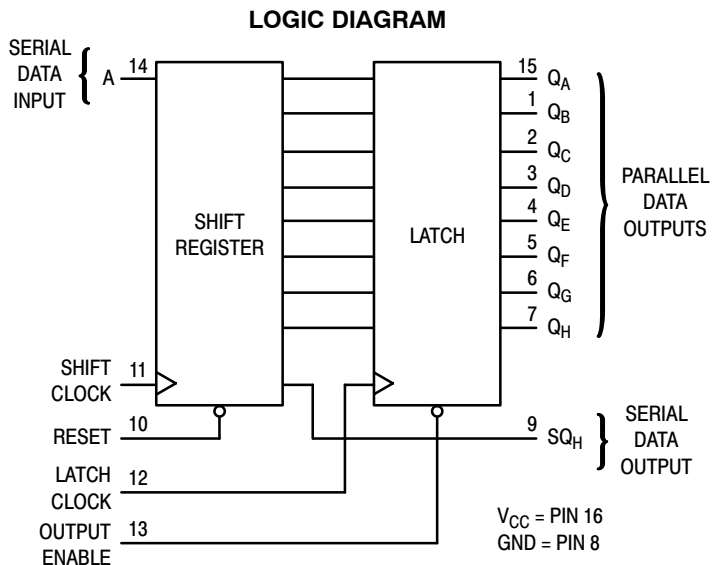 LOGIC DIAGRAM
SERIAL
DATA
INPUT
A
14
SHIFT
REGISTER
LATCH
15 QA
1 QB
2 QC
3 QD
4 QE
5 QF
6 QG
7 QH
PARALLEL
DATA
OUTPUTS
SHIFT
CLOCK
11
RESET
10
LATCH
CLOCK
12
OUTPUT
ENABLE
13
9 SQH
SERIAL
DATA
OUTPUT
VCC = PIN 16
GND = PIN 8